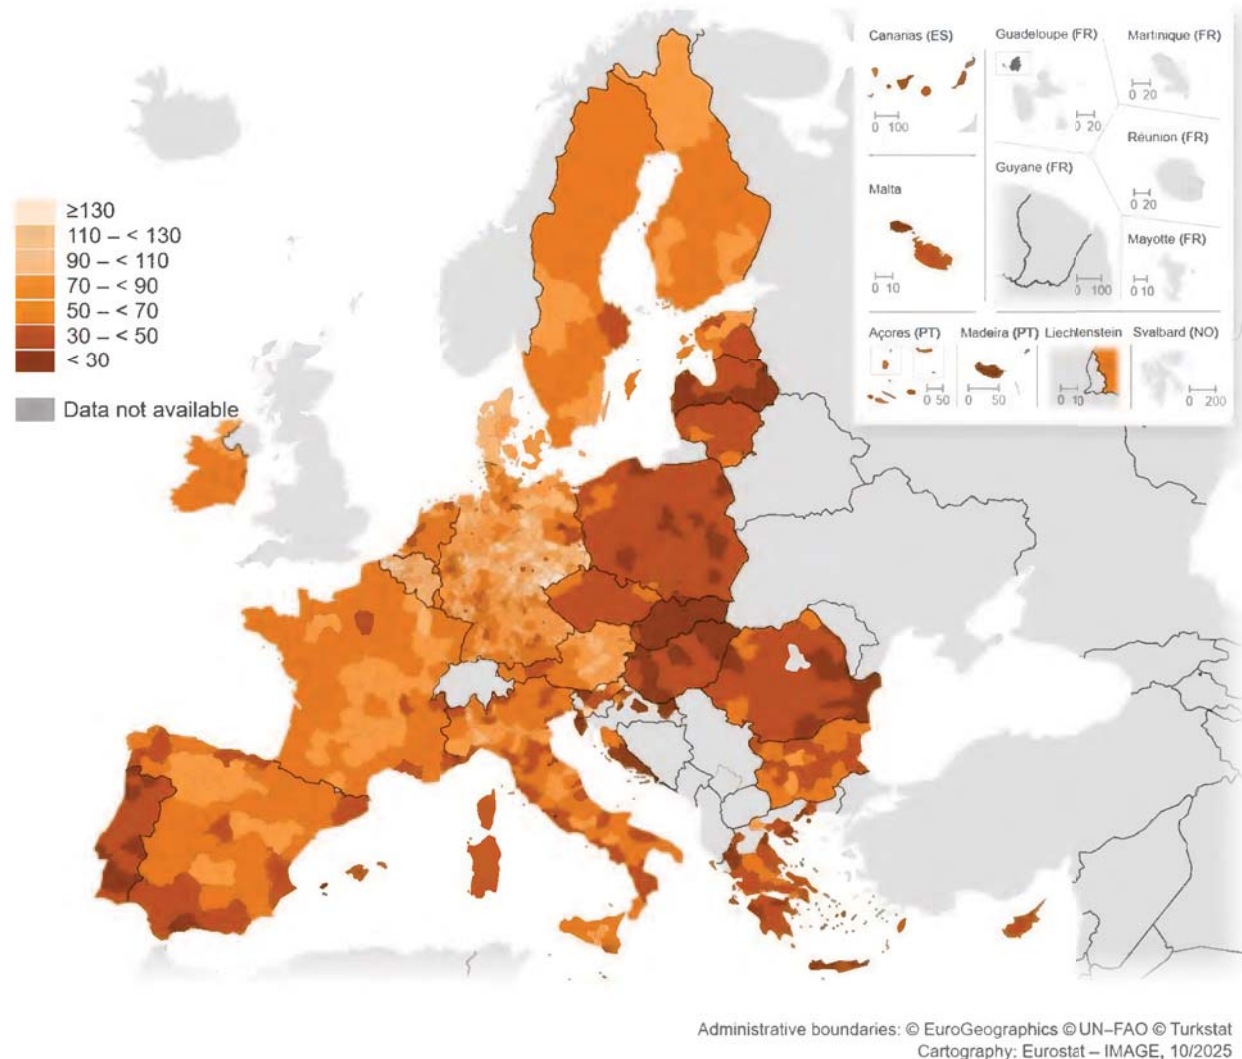 Canarias (ES)
0 100
Guadeloupe (FR)
0 20
Martinique (FR)
0 20
Réunion (FR)
0 20
Guyane (FR)
0 100
Mayotte (FR)
0 10
Malta
0 10
Açores (PT)
0 50
Madeira (PT)
0 50
Liechtenstein
0 10
Svalbard (NO)
0 200
≥130
110 – < 130
90 – < 110
70 – < 90
50 – < 70
30 – < 50
< 30
Data not available
Administrative boundaries: © EuroGeographics © UN–FAO © Turkstat
Cartography: Eurostat – IMAGE, 10/2025